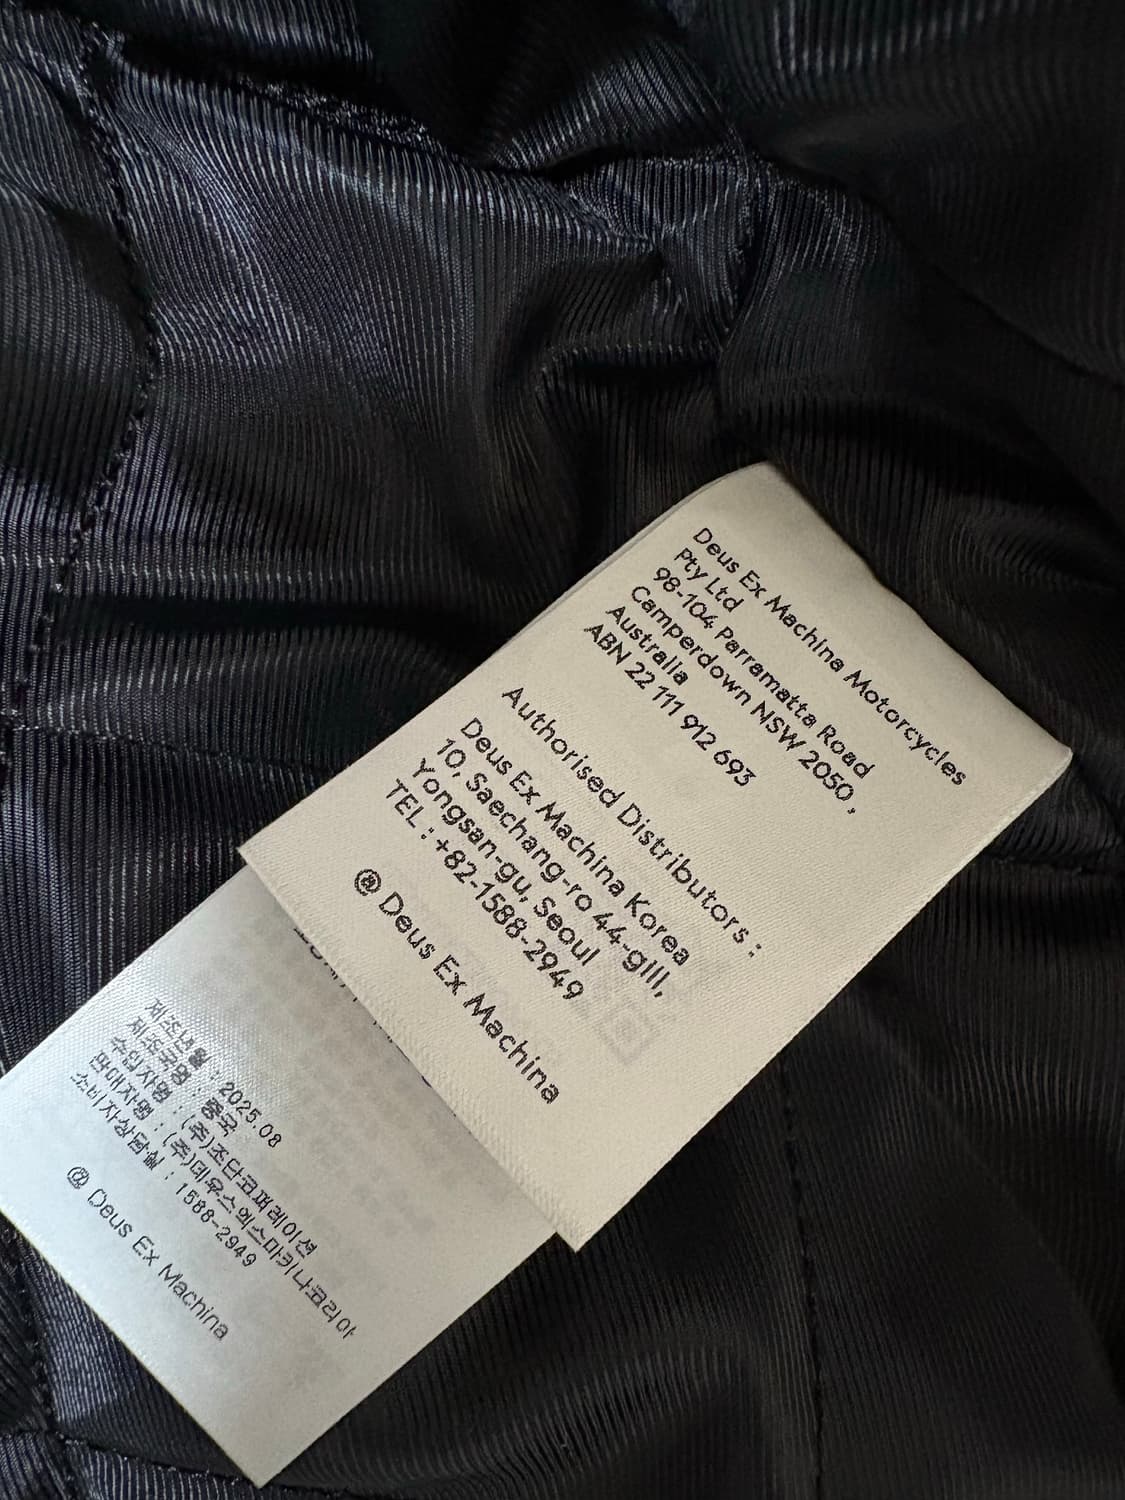 Deus Ex Machina Motorcycles
Pty Ltd
98-104 Parramatta Road
Camperdown NSW 2050 ,
Australia
ABN 22 111 912 693
Authorised Distributors :
Deus Ex Machina Korea
10, Saechang-ro 44-gill,
Yongsan-gu, Seoul
TEL : +82-1588-2949
@ Deus Ex Machina
제조년월 : 2025.08
제조국명 : 중국
수입자명 : (주)조단코퍼레이션
판매자명 : (주)데우스엑스마키나코리아
소비자상담실 : 1588-2949
@ Deus Ex Machina